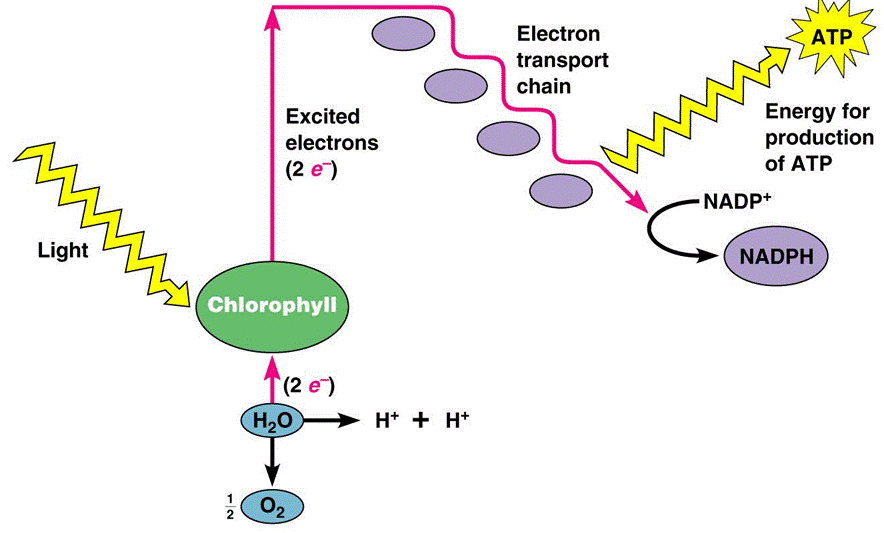 Electron
transport
chain
ATP
Excited
electrons
(2 e⁻)
Energy for
production
of ATP
NADP⁺
NADPH
Light
Chlorophyll
(2 e⁻)
H₂O
H⁺ + H⁺
½ O₂